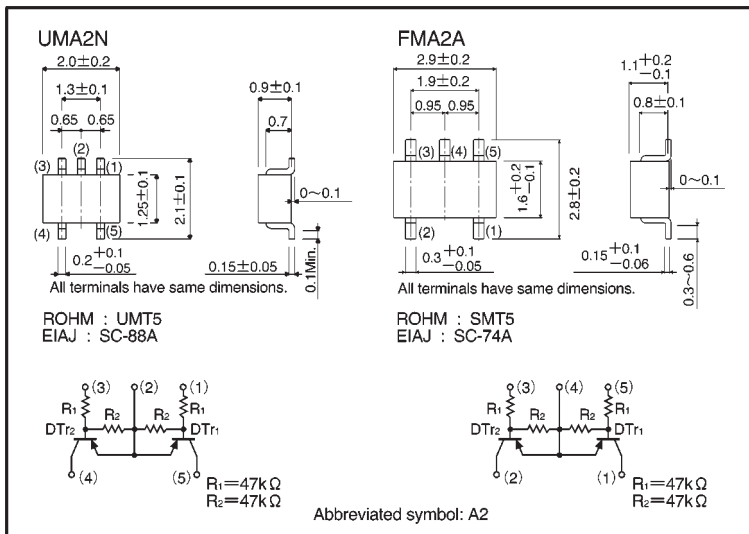 UMA2N
2.0±0.2
1.3±0.1
0.65 0.65
(2)
(3) (1)
1.25±0.1
2.1±0.1
(4) (5)
0.2+0.1 −0.05
0.9±0.1
0.7
0~0.1
0.15±0.05
0.1Min.
All terminals have same dimensions.
ROHM : UMT5
EIAJ : SC-88A
FMA2A
2.9±0.2
1.9±0.2
0.95 0.95
(3) (4) (5)
1.6+0.2 −0.1
2.8±0.2
(2) (1)
0.3+0.1 −0.05
1.1+0.2 −0.1
0.8±0.1
0~0.1
0.15+0.1 −0.06
0.3~0.6
All terminals have same dimensions.
ROHM : SMT5
EIAJ : SC-74A
(3) (2) (1)
R1 R2 R2 R1
DTr2 DTr1
(4) (5)
R1=47kΩ
R2=47kΩ
(3) (4) (5)
R1 R2 R2 R1
DTr2 DTr1
(2) (1)
R1=47kΩ
R2=47kΩ
Abbreviated symbol: A2